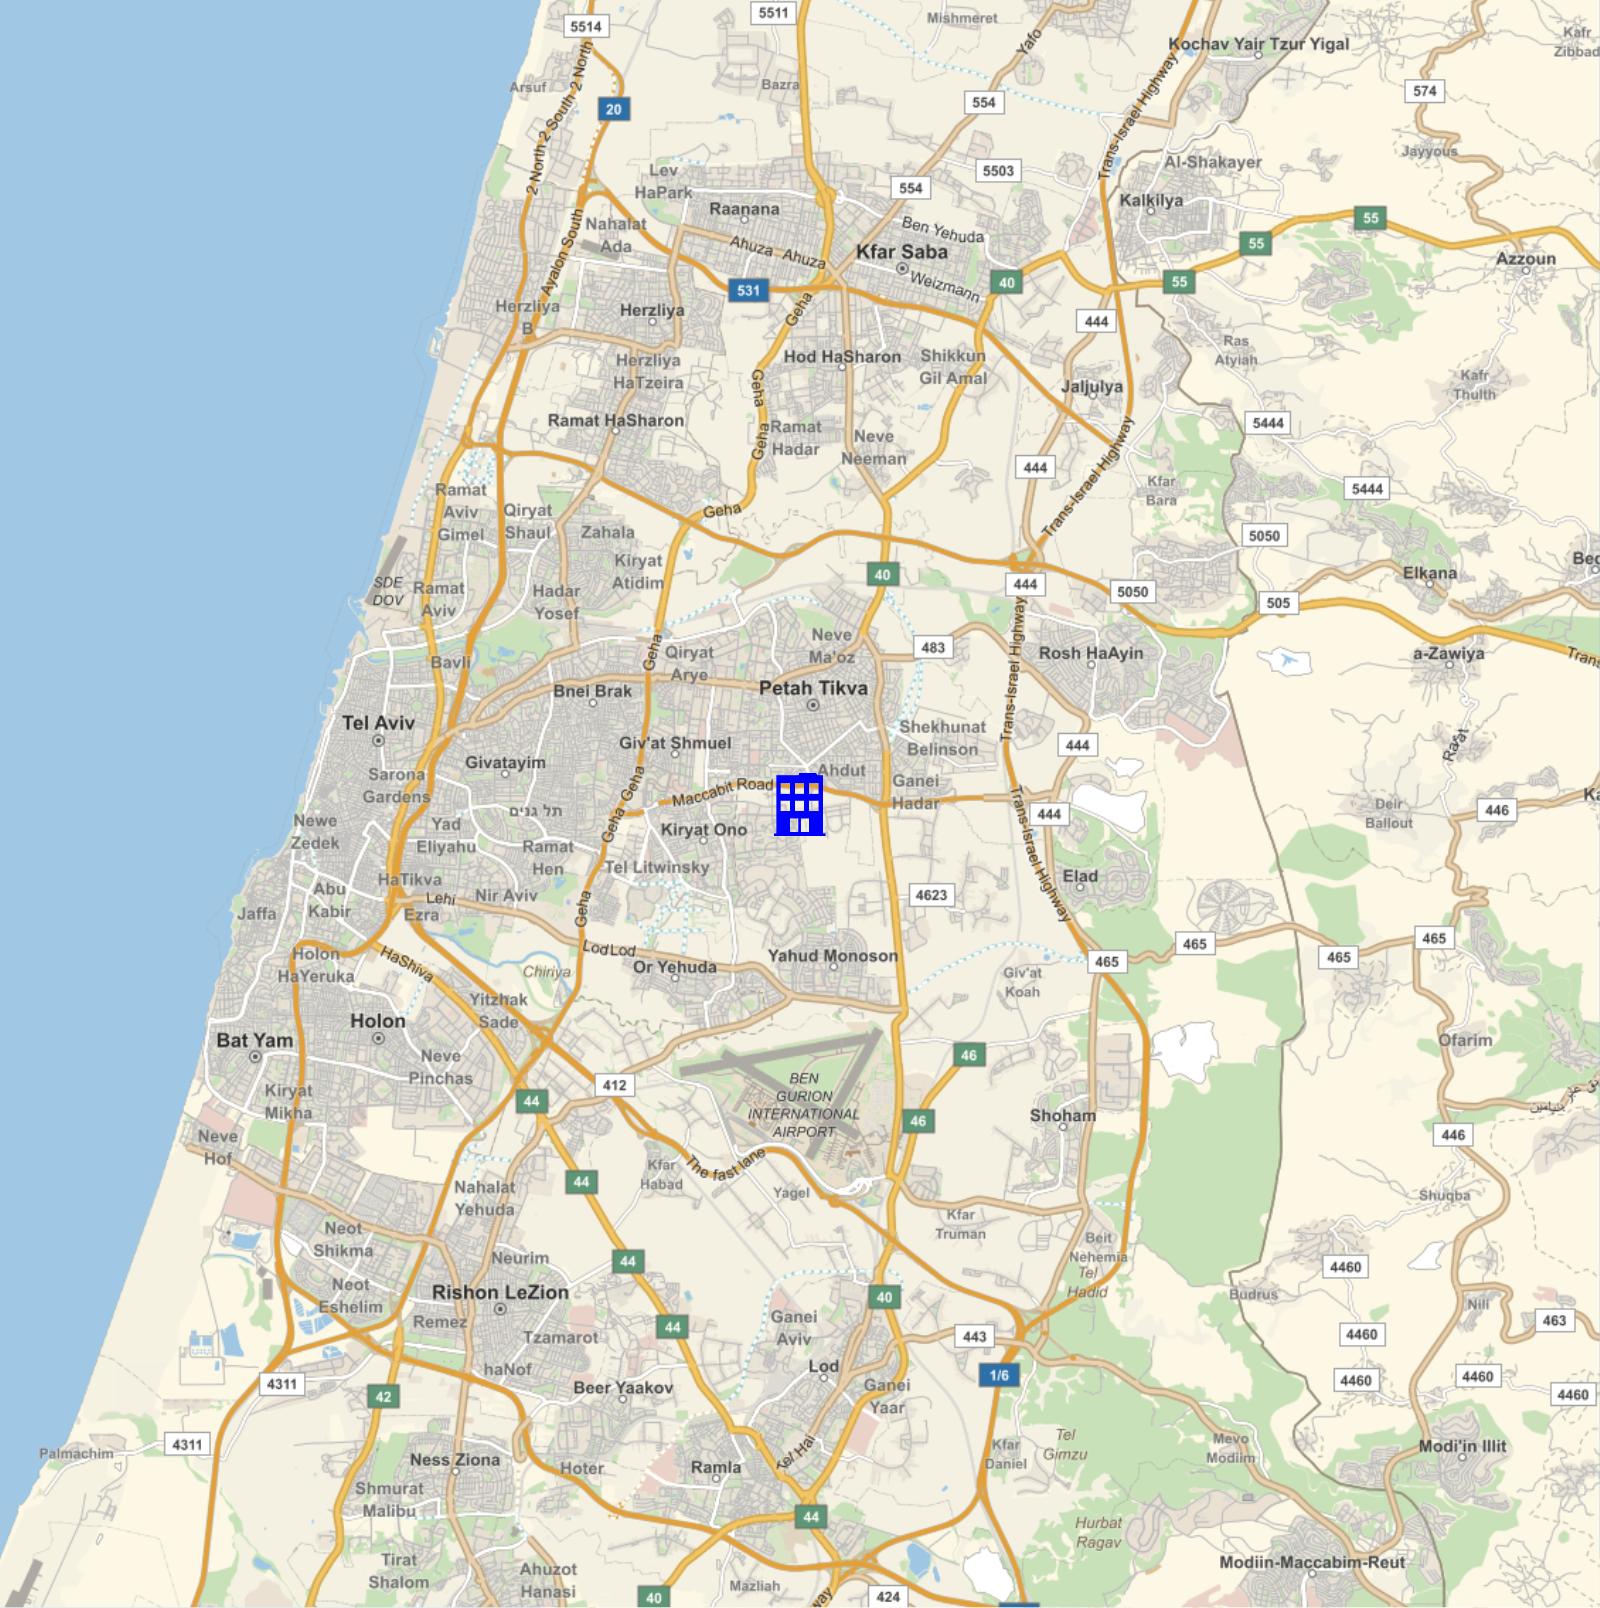 5514
5511
Mishmeret
Yafo
Kochav Yair Tzur Yigal
Kafr
Zibbad
Arsuf
2 North 2 South 2 North
20
Bazra
554
Trans-Israel Highway
574
Lev
HaPark
554
5503
Al-Shakayer
Jayyous
Raanana
Kalkilya
Nahalat
Ada
Ayalon South
Ahuza Ahuza
Ben Yehuda
Kfar Saba
Weizmann
55
55
Azzoun
531
40
55
Herzliya
B
Herzliya
Geha
444
Herzliya
HaTzeira
Hod HaSharon
Shikkun
Gil Amal
Ras
Atyiah
Geha
Jaljulya
Kafr
Thulth
Ramat HaSharon
Geha
Ramat
Hadar
Neve
Neeman
5444
444
Trans-Israel Highway
Kfar
Bara
5444
Ramat
Aviv
Gimel
Qiryat
Shaul
Zahala
Geha
5050
SDE
DOV
Kiryat
Atidim
40
444
5050
Elkana
Ramat
Aviv
Hadar
Yosef
505
Bavli
Geha
Qiryat
Arye
Neve
Ma'oz
483
Trans-Israel Highway
Rosh HaAyin
a-Zawiya
Trans
Bnei Brak
Petah Tikva
Tel Aviv
Giv'at Shmuel
Shekhunat
Belinson
444
Ra'at
Givatayim
Sarona
Gardens
Geha
Maccabit Road
Ahdut
Ganei
Hadar
Trans-Israel Highway
444
Deir
Ballout
446
Newe
Zedek
Yad
Eliyahu
תל גנים
Geha
Kiryat Ono
Ramat
Hen
Tel Litwinsky
Elad
HaTikva
Abu
Kabir
Lehi
Nir Aviv
Jaffa
Ezra
Geha
4623
465
465
465
Holon
HaYeruka
HaShiva
Lod Lod
Or Yehuda
Yahud Monoson
465
Chiriya
Giv'at
Koah
Yitzhak
Sade
Holon
Bat Yam
Neve
Pinchas
46
Ofarim
Kiryat
Mikha
412
BEN
GURION
INTERNATIONAL
AIRPORT
44
46
Shoham
446
Neve
Hof
The fast lane
Kfar
Habad
44
Yagel
Nahalat
Yehuda
Shuqba
Kfar
Truman
Neot
Shikma
Neurim
44
Beit
Nehemia
Tel
Hadid
4460
Neot
Eshelim
Rishon LeZion
40
Budrus
Nili
Remez
Tzamarot
44
Ganei
Aviv
443
4460
463
haNof
Lod
1/6
4311
42
Beer Yaakov
Ganei
Yaar
4460
4460
4460
Palmachim
4311
Ness Ziona
Hoter
Ramla
Tel Hai
Kfar
Daniel
Tel
Gimzu
Mevo
Modiim
Modi'in Illit
Shmurat
Malibu
44
Hurbat
Ragav
Tirat
Shalom
Ahuzot
Hanasi
Mazliah
Modiin-Maccabim-Reut
40
424